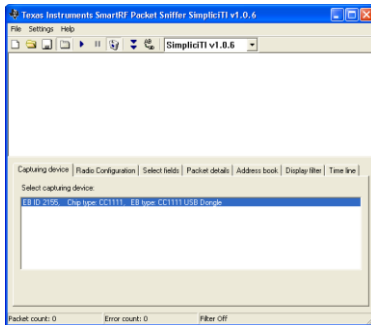 Texas Instruments SmartRF Packet Sniffer SimpliciTI v1.0.6
File Settings Help
SimpliciTI v1.0.6
Capturing device Radio Configuration Select fields Packet details Address book Display filter Time line
Select capturing device:
EB ID 2155, Chip type: CC1111, EB type: CC1111 USB Dongle
Packet count: 0 Error count: 0 Filter Off